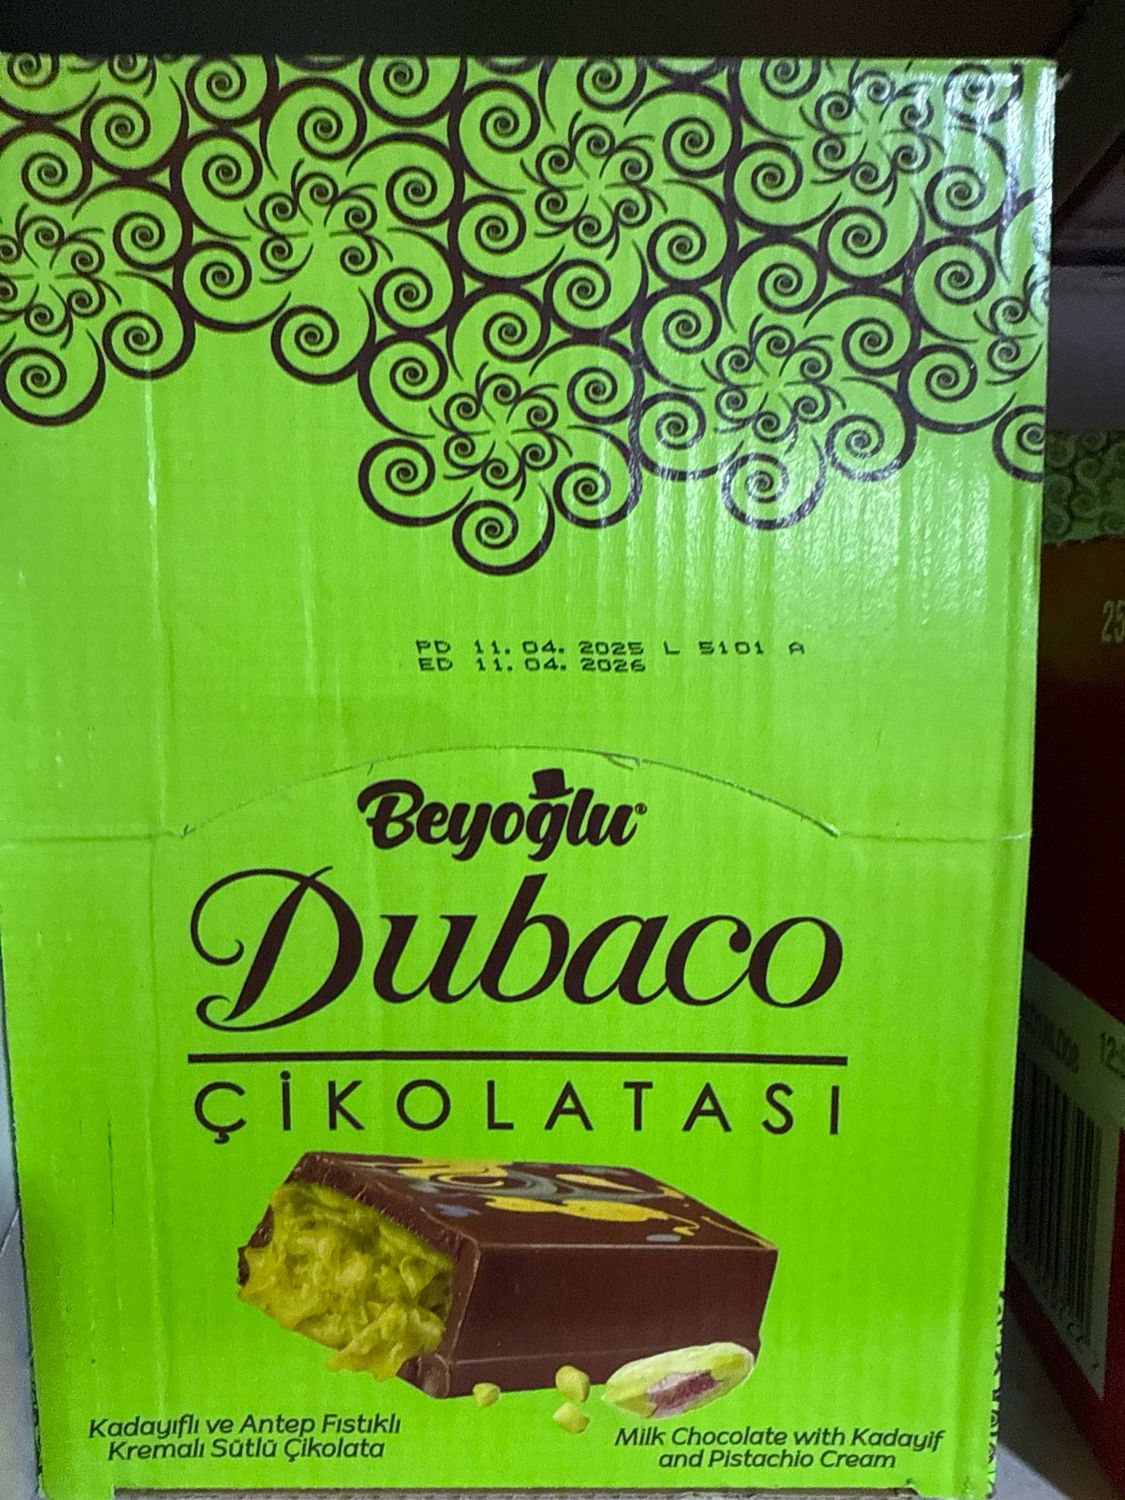 PD 11. 04. 2025 L 5101 A
ED 11. 04. 2026
Beyoğlu®
Dubaco
ÇİKOLATASI
Kadayıflı ve Antep Fıstıklı
Kremalı Sütlü Çikolata
Milk Chocolate with Kadayif
and Pistachio Cream
25